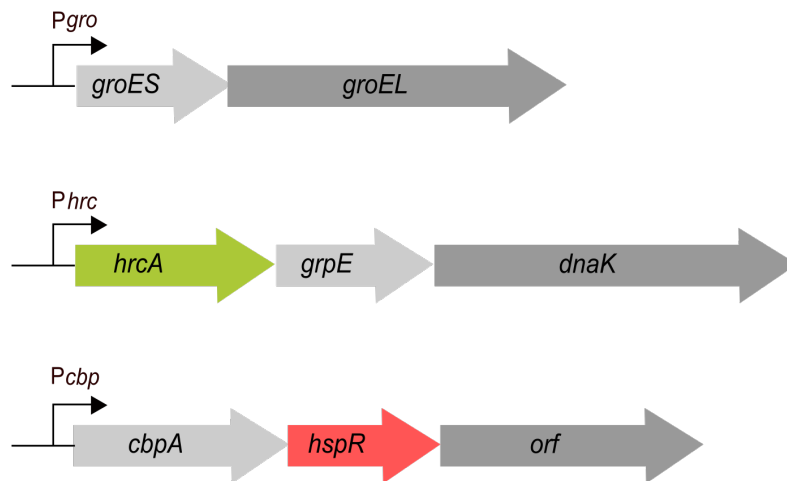 Pgro
groES groEL
Phrc
hrcA grpE dnaK
Pcbp
cbpA hspR orf